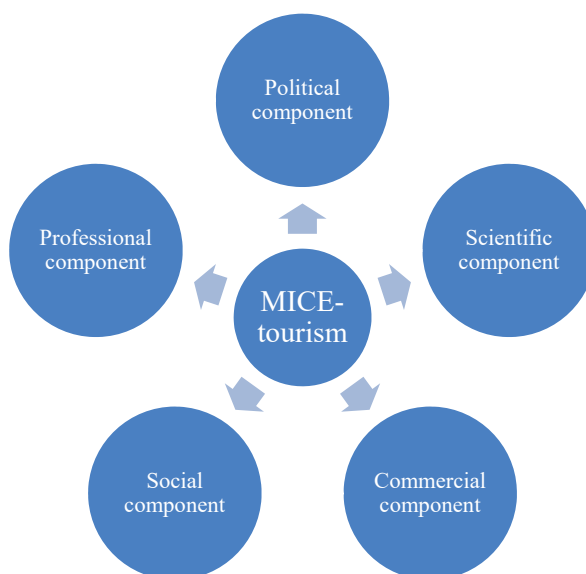 Political
component
Professional
component
Scientific
component
MICE-
tourism
Social
component
Commercial
component